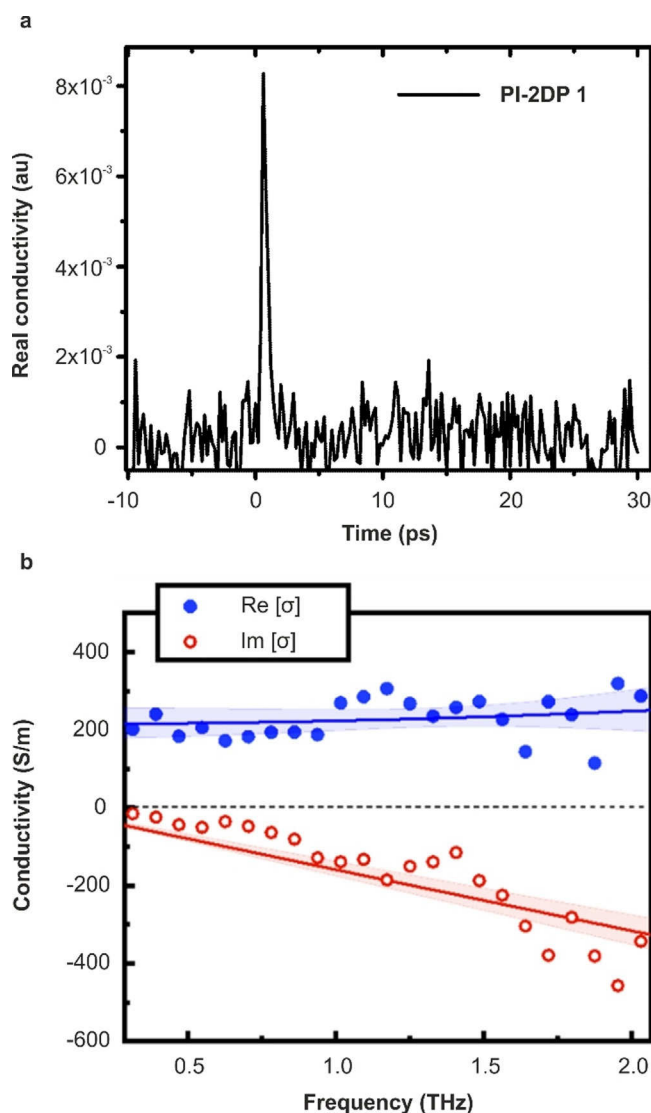 a
Real conductivity (au)
8x10-3
6x10-3
4x10-3
2x10-3
0
PI-2DP 1
-10
0
10
20
30
Time (ps)
b
Re [σ]
Im [σ]
Conductivity (S/m)
400
200
0
-200
-400
-600
0.5
1.0
1.5
2.0
Frequency (THz)